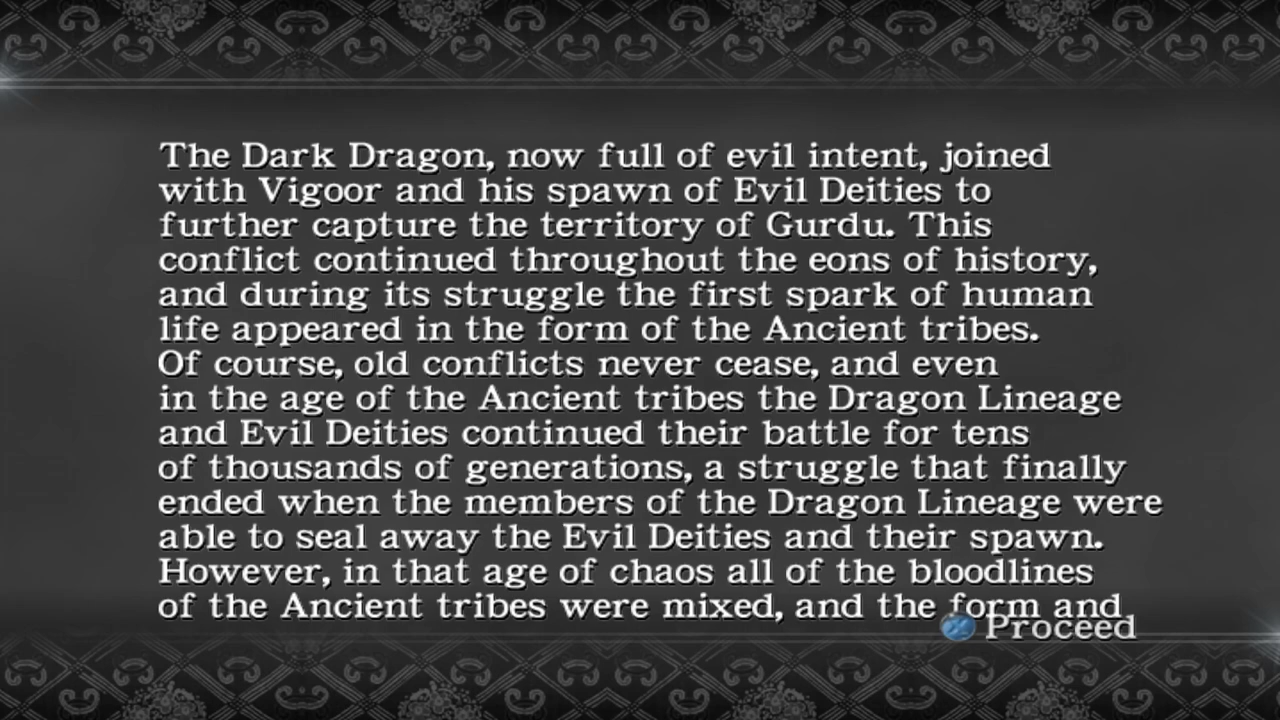 The Dark Dragon, now full of evil intent, joined
with Vigoor and his spawn of Evil Deities to
further capture the territory of Gurdu. This
conflict continued throughout the eons of history,
and during its struggle the first spark of human
life appeared in the form of the Ancient tribes.
Of course, old conflicts never cease, and even
in the age of the Ancient tribes the Dragon Lineage
and Evil Deities continued their battle for tens
of thousands of generations, a struggle that finally
ended when the members of the Dragon Lineage were
able to seal away the Evil Deities and their spawn.
However, in that age of chaos all of the bloodlines
of the Ancient tribes were mixed, and the form and
Proceed